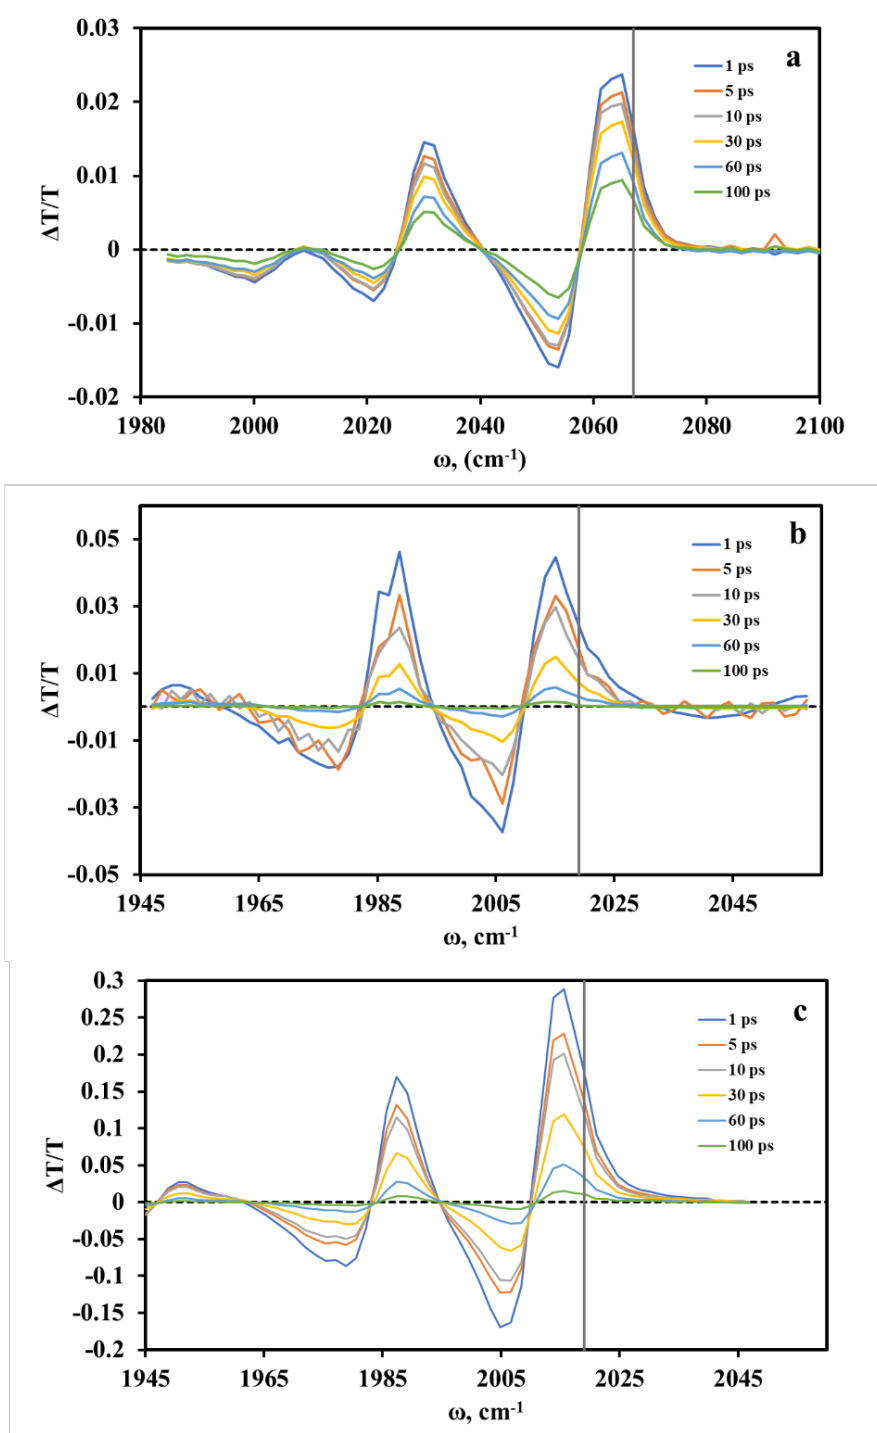 0.03
a
1 ps
5 ps
0.02
10 ps
30 ps
60 ps
0.01
100 ps
ΔT/T
0
-0.01
-0.02
1980 2000 2020 2040 2060 2080 2100
ω, (cm-1)
b
0.05
1 ps
5 ps
0.03
10 ps
30 ps
60 ps
0.01
100 ps
ΔT/T
-0.01
-0.03
-0.05
1945 1965 1985 2005 2025 2045
ω, cm-1
0.3
c
0.25
1 ps
5 ps
0.2
10 ps
30 ps
0.15
60 ps
100 ps
0.1
ΔT/T
0.05
0
-0.05
-0.1
-0.15
-0.2
1945 1965 1985 2005 2025 2045
ω, cm-1